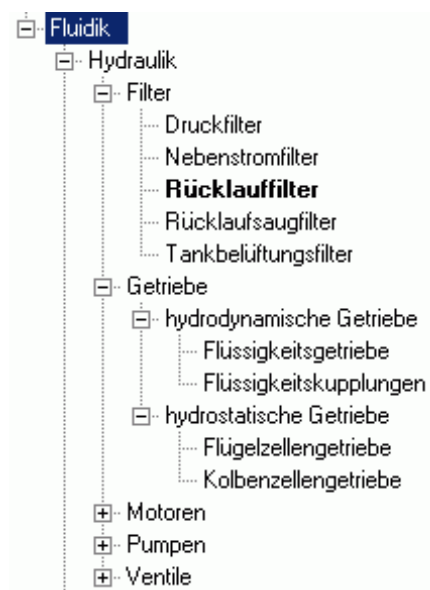 Fluidik
Hydraulik
Filter
Druckfilter
Nebenstromfilter
Rücklauffilter
Rücklaufsaugfilter
Tankbelüftungsfilter
Getriebe
hydrodynamische Getriebe
Flüssigkeitsgetriebe
Flüssigkeitskupplungen
hydrostatische Getriebe
Flügelzellengetriebe
Kolbenzellengetriebe
Motoren
Pumpen
Ventile